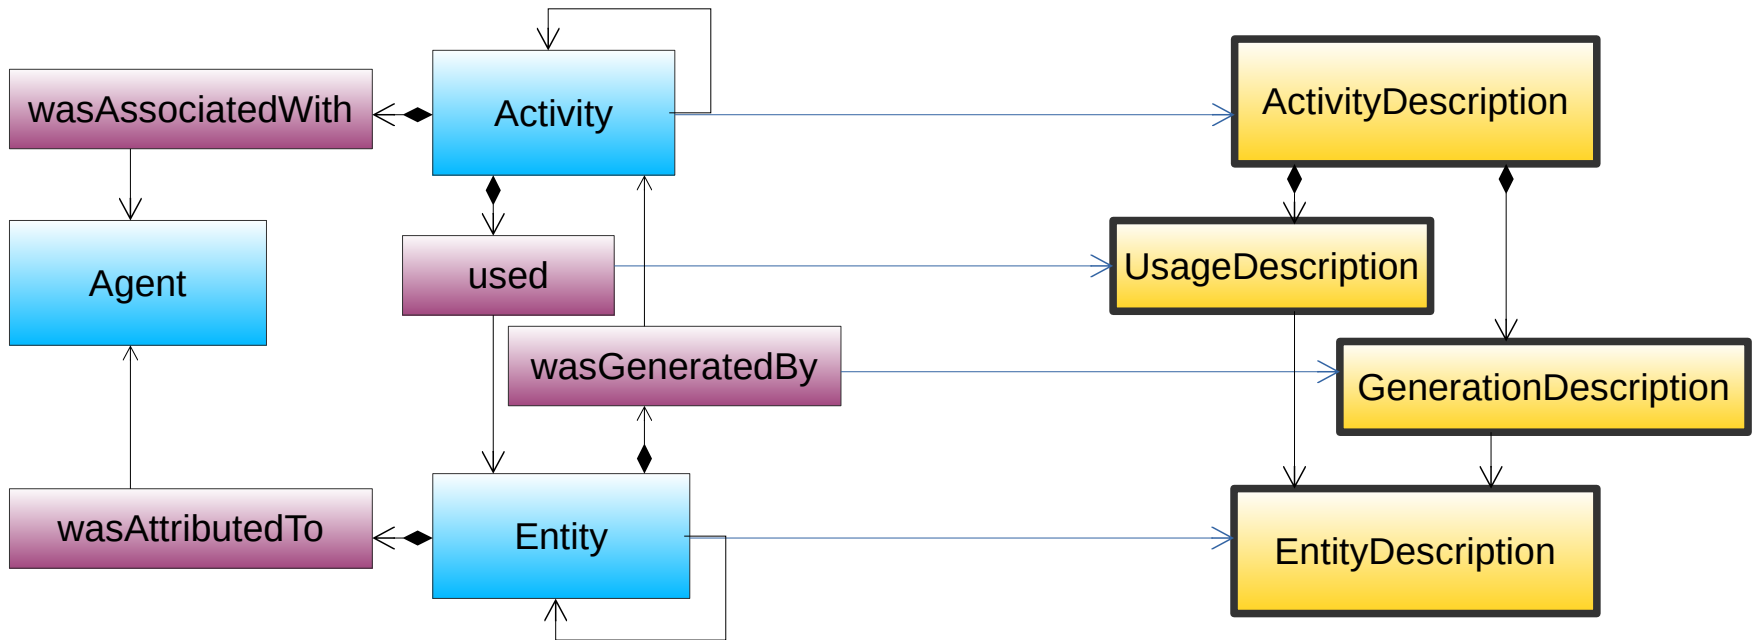 wasAssociatedWith
Activity
ActivityDescription
Agent
used
UsageDescription
wasGeneratedBy
GenerationDescription
wasAttributedTo
Entity
EntityDescription